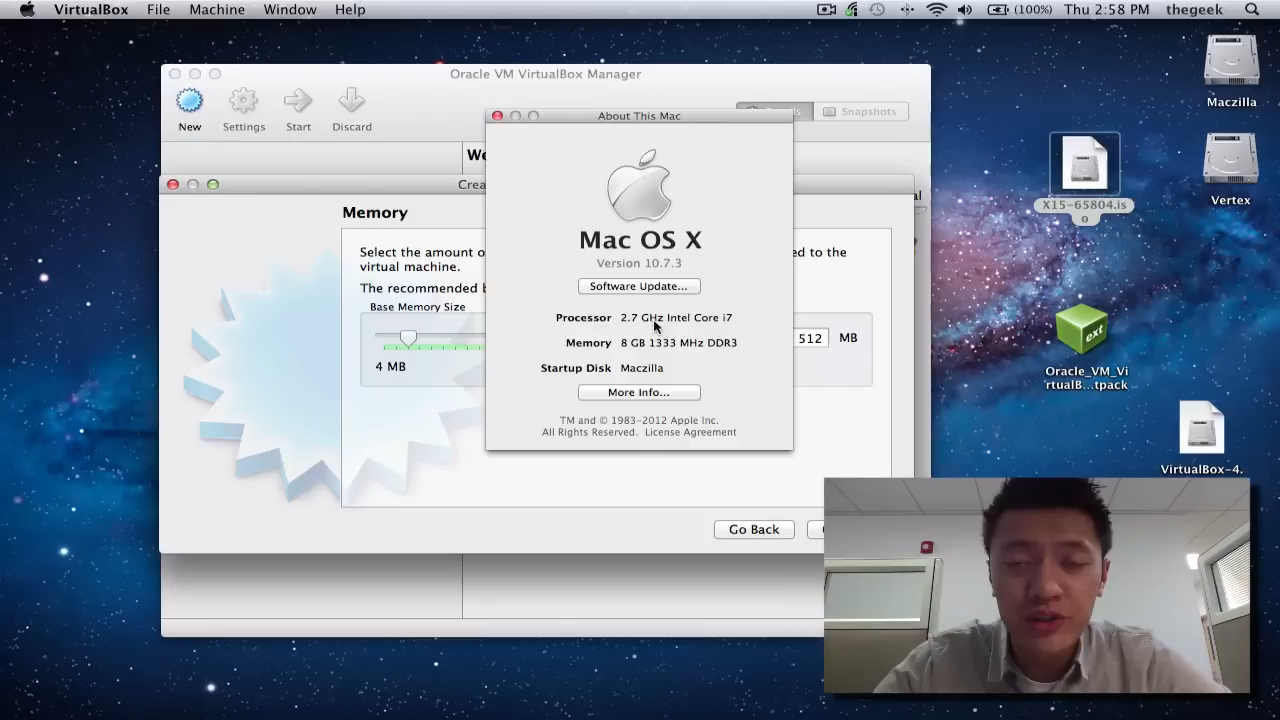 VirtualBox File Machine Window Help (100%) Thu 2:58 PM thegeek
Oracle VM VirtualBox Manager
New Settings Start Discard
Snapshots
About This Mac
Memory
Select the amount o
ed to the
virtual machine.
The recommended b
Base Memory Size
4 MB
512 MB
Go Back
Mac OS X
Version 10.7.3
Software Update...
Processor 2.7 GHz Intel Core i7
Memory 8 GB 1333 MHz DDR3
Startup Disk Maczilla
More Info...
TM and © 1983-2012 Apple Inc.
All Rights Reserved. License Agreement
Maczilla
X15-65804.is
o
Vertex
ext
Oracle_VM_Vi
rtualB...tpack
VirtualBox-4.